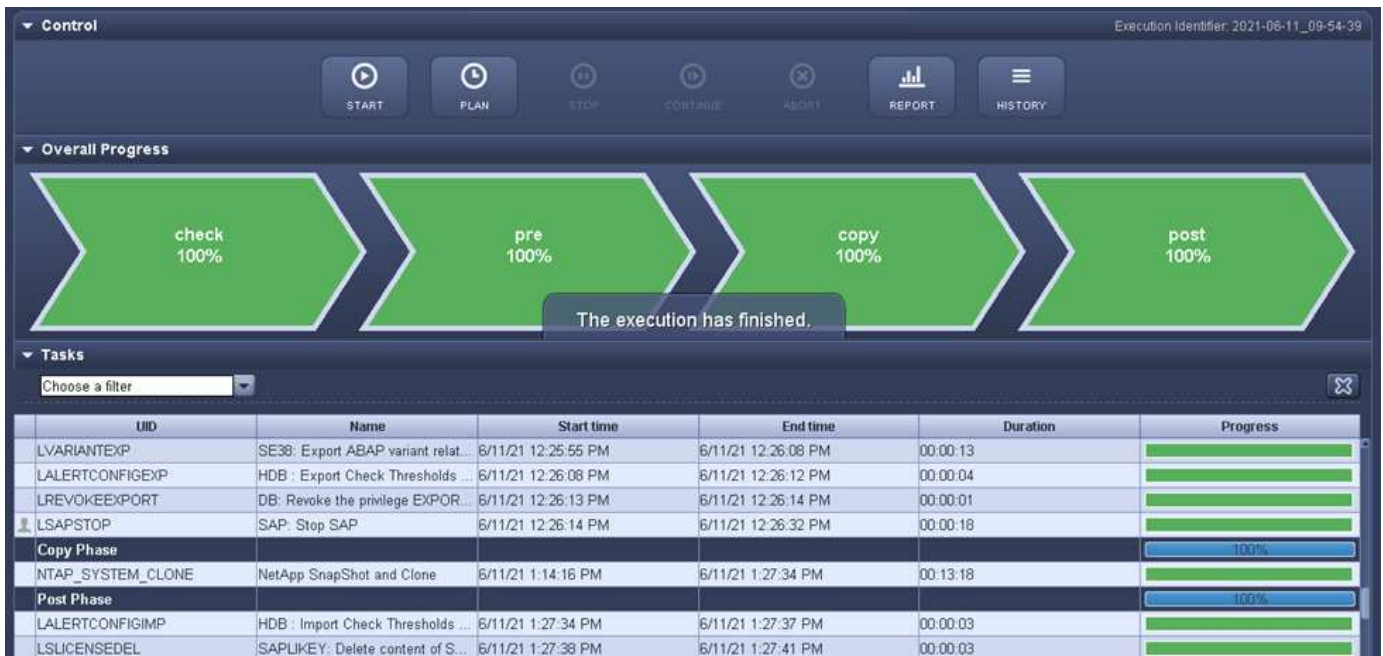 Control
Execution Identifier: 2021-06-11_09-54-39
START PLAN STOP CONTINUE ABORT REPORT HISTORY
Overall Progress
check pre copy post
100% 100% 100% 100%
The execution has finished.
Tasks
Choose a filter
UID Name Start time End time Duration Progress
LVARIANTEXP SE38: Export ABAP variant relat... 6/11/21 12:25:55 PM 6/11/21 12:26:08 PM 00:00:13
LALERTCONFIGEXP HDB : Export Check Thresholds ... 6/11/21 12:26:08 PM 6/11/21 12:26:12 PM 00:00:04
LREVOKEEXPORT DB: Revoke the privilege EXPOR... 6/11/21 12:26:13 PM 6/11/21 12:26:14 PM 00:00:01
LSAPSTOP SAP: Stop SAP 6/11/21 12:26:14 PM 6/11/21 12:26:32 PM 00:00:18
Copy Phase 100%
NTAP_SYSTEM_CLONE NetApp SnapShot and Clone 6/11/21 1:14:16 PM 6/11/21 1:27:34 PM 00:13:18
Post Phase 100%
LALERTCONFIGIMP HDB : Import Check Thresholds ... 6/11/21 1:27:34 PM 6/11/21 1:27:37 PM 00:00:03
LSLICENSEDEL SAPLIKEY: Delete content of S... 6/11/21 1:27:38 PM 6/11/21 1:27:41 PM 00:00:03